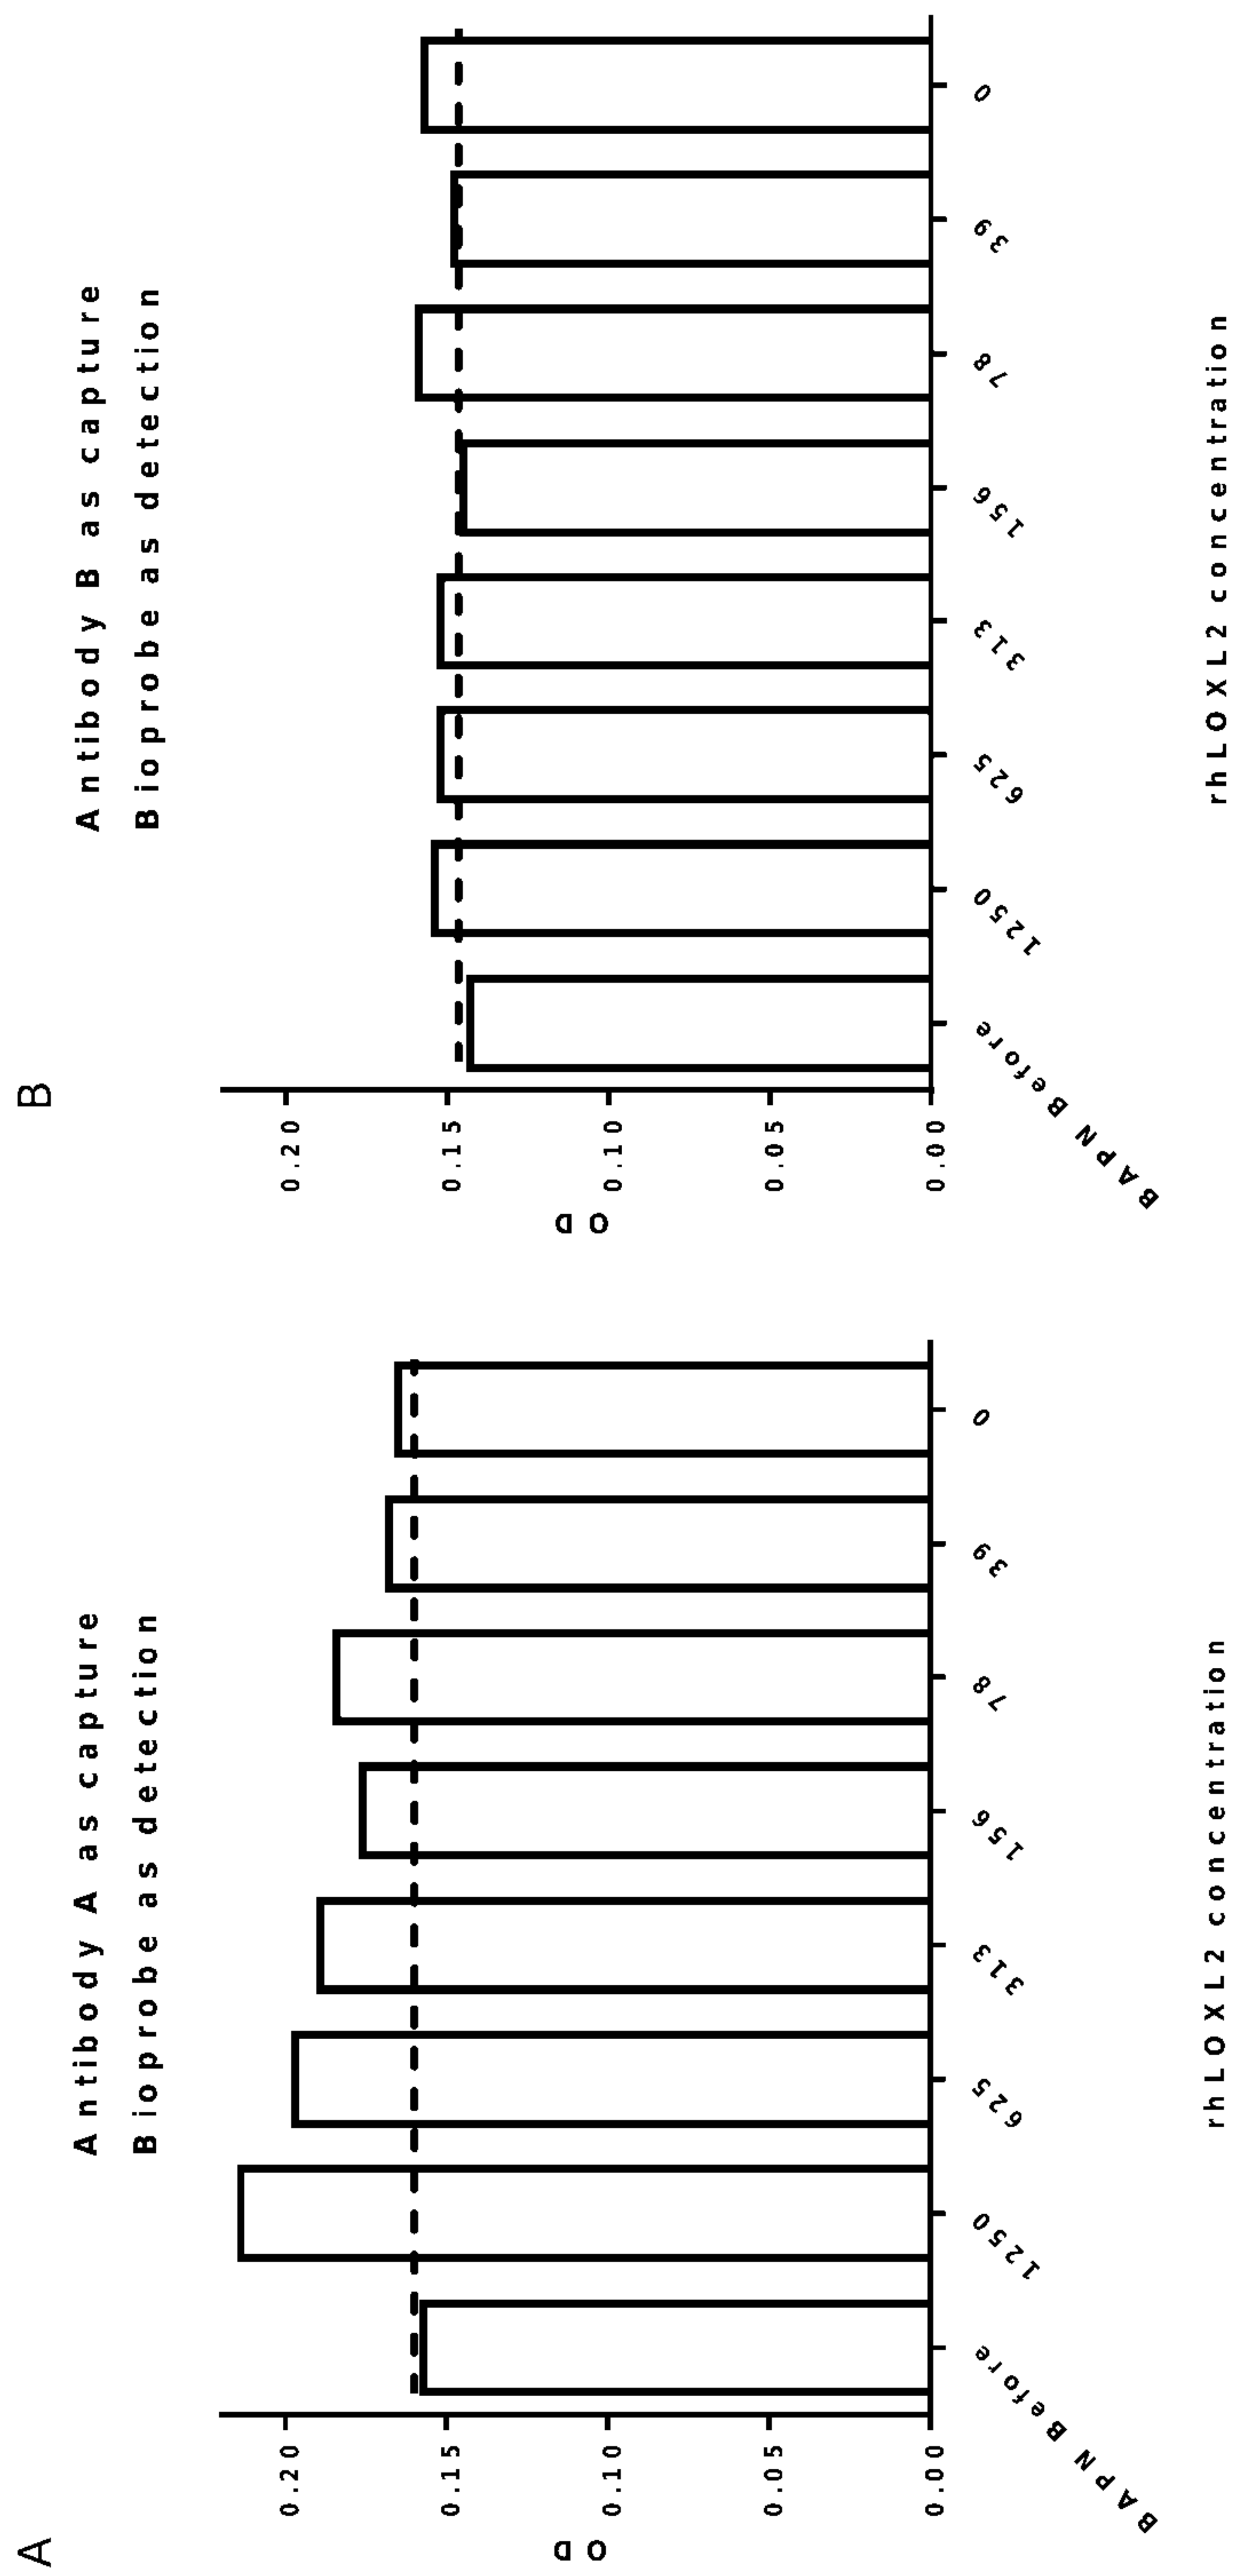 A
Antibody A as capture
Bioprobe as detection
OD
0.20
0.15
0.10
0.05
0.00
BAPN Before
1250
625
313
156
78
39
0
rhLOXL2 concentration
B
Antibody B as capture
Bioprobe as detection
OD
0.20
0.15
0.10
0.05
0.00
BAPN Before
1250
625
313
156
78
39
0
rhLOXL2 concentration